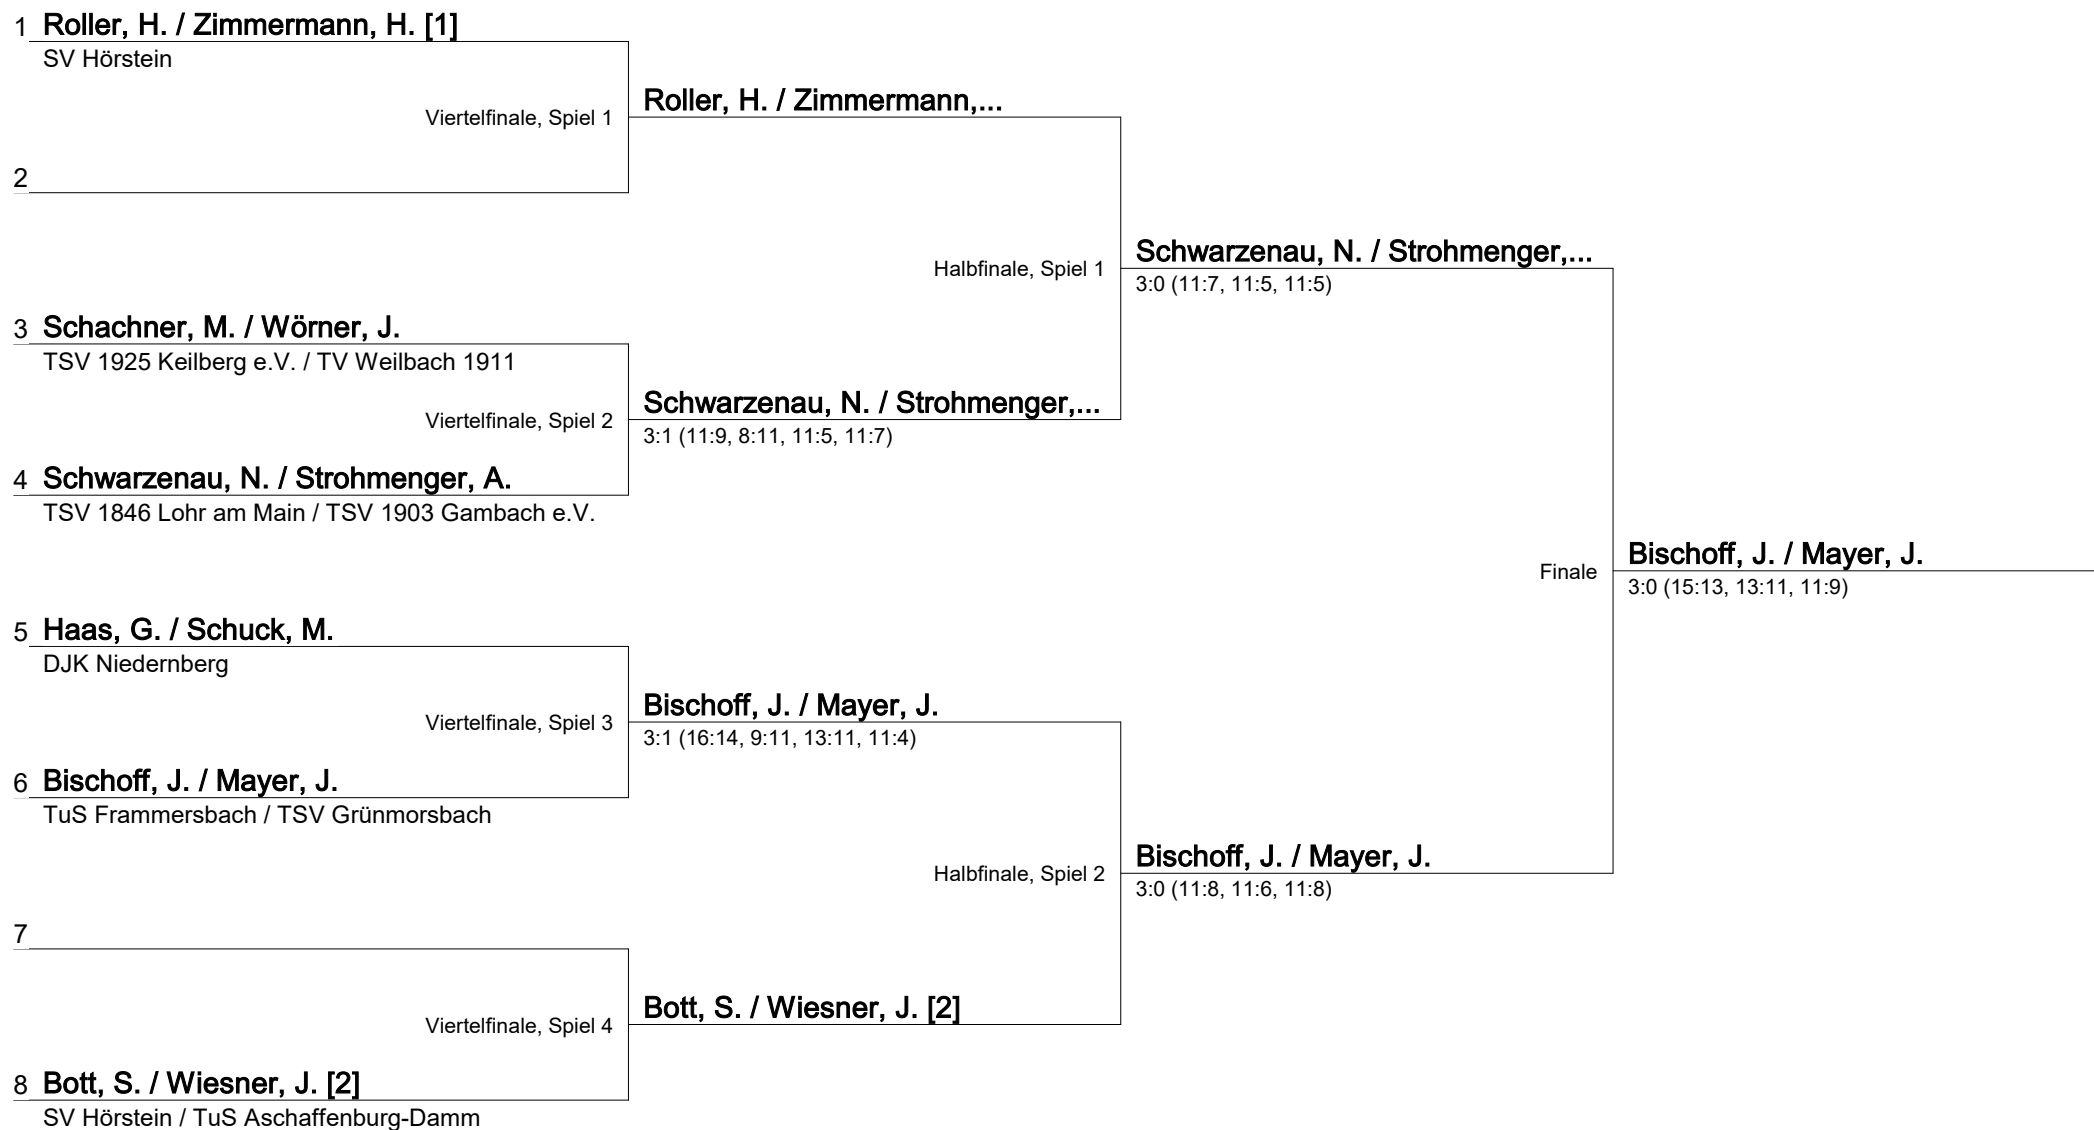 1 Roller, H. / Zimmermann, H. [1]
SV Hörstein
Roller, H. / Zimmermann,...
Viertelfinale, Spiel 1
2
Schwarzenau, N. / Strohmenger,...
Halbfinale, Spiel 1
3:0 (11:7, 11:5, 11:5)
3 Schachner, M. / Wörner, J.
TSV 1925 Keilberg e.V. / TV Weilbach 1911
Schwarzenau, N. / Strohmenger,...
Viertelfinale, Spiel 2
3:1 (11:9, 8:11, 11:5, 11:7)
4 Schwarzenau, N. / Strohmenger, A.
TSV 1846 Lohr am Main / TSV 1903 Gambach e.V.
Bischoff, J. / Mayer, J.
Finale
3:0 (15:13, 13:11, 11:9)
5 Haas, G. / Schuck, M.
DJK Niedernberg
Bischoff, J. / Mayer, J.
Viertelfinale, Spiel 3
3:1 (16:14, 9:11, 13:11, 11:4)
6 Bischoff, J. / Mayer, J.
TuS Frammersbach / TSV Grünmorsbach
Bischoff, J. / Mayer, J.
Halbfinale, Spiel 2
3:0 (11:8, 11:6, 11:8)
7
Bott, S. / Wiesner, J. [2]
Viertelfinale, Spiel 4
8 Bott, S. / Wiesner, J. [2]
SV Hörstein / TuS Aschaffenburg-Damm